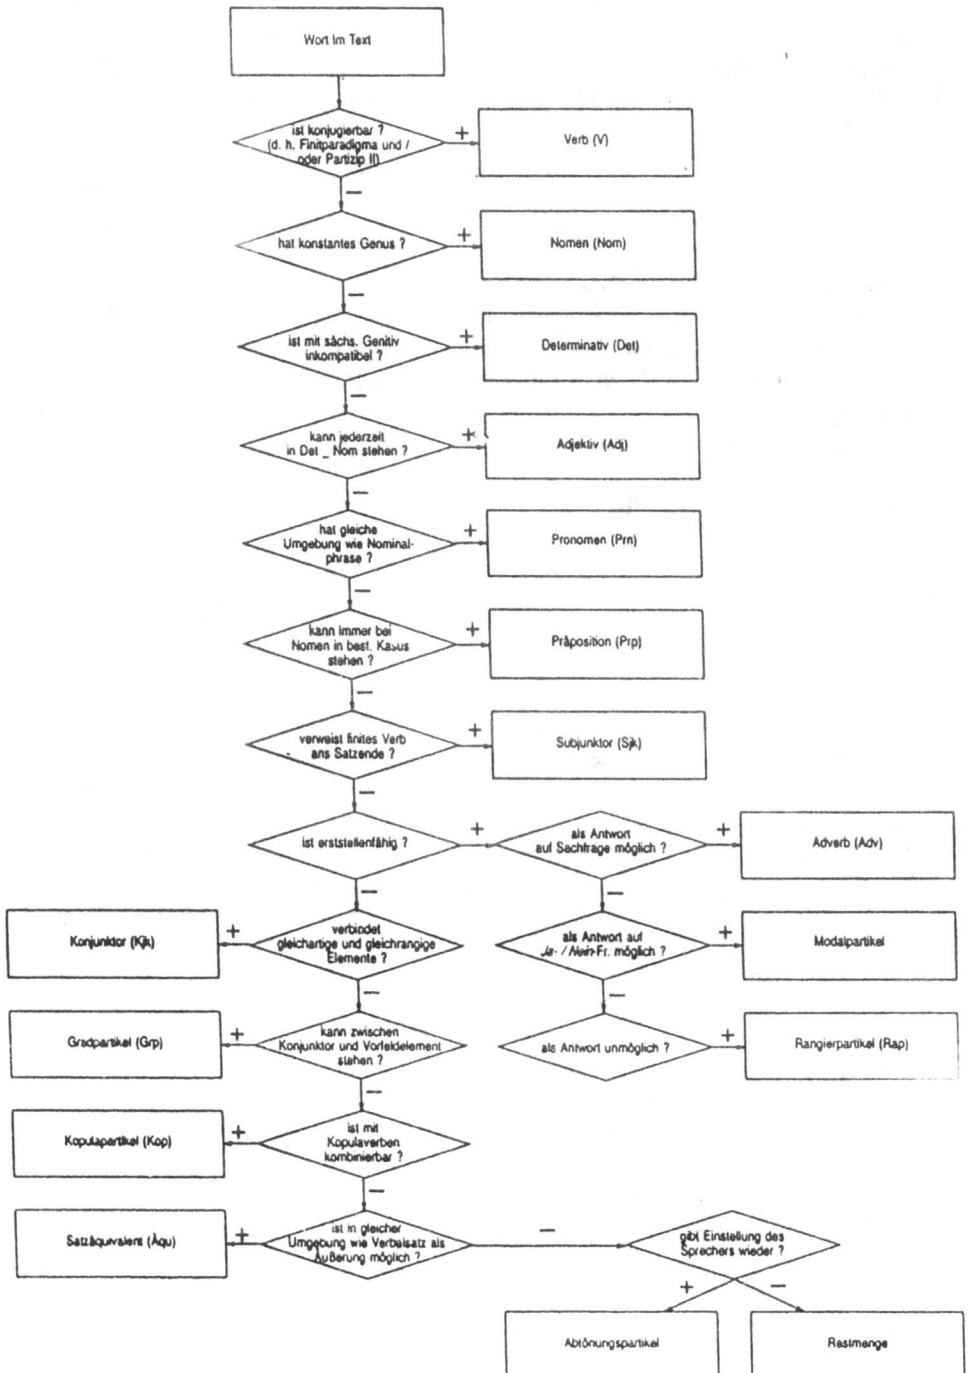 Wort im Text
ist konjugierbar ?
(d. h. Finitparadigma und /
oder Partizip II)
+
Verb (V)
—
hat konstantes Genus ?
+
Nomen (Nom)
—
ist mit sächs. Genitiv
inkompatibel ?
+
Determinativ (Det)
—
kann jederzeit
in Det _ Nom stehen ?
+
Adjektiv (Adj)
—
hat gleiche
Umgebung wie Nominal-
phrase ?
+
Pronomen (Prn)
—
kann immer bei
Nomen in best. Kasus
stehen ?
+
Präposition (Prp)
—
verweist finites Verb
ans Satzende ?
+
Subjunktor (Sjk)
—
ist erststellenfähig ?
+
als Antwort
auf Sachfrage möglich ?
+
Adverb (Adv)
—
—
Konjunktor (Kjk)
+
verbindet
gleichartige und gleichrangige
Elemente ?
als Antwort auf
Ja- / Nein-Fr. möglich ?
+
Modalpartikel
—
—
Gradpartikel (Grp)
+
kann zwischen
Konjunktor und Vorfeldelement
stehen ?
als Antwort unmöglich ?
+
Rangierpartikel (Rap)
—
Kopulapartikel (Kop)
+
ist mit
Kopulaverben
kombinierbar ?
—
Satzäquivalent (Äqu)
+
ist in gleicher
Umgebung wie Verbalsatz als
Äußerung möglich ?
—
gibt Einstellung des
Sprechers wieder ?
+
—
Abtönungspartikel
Restmenge